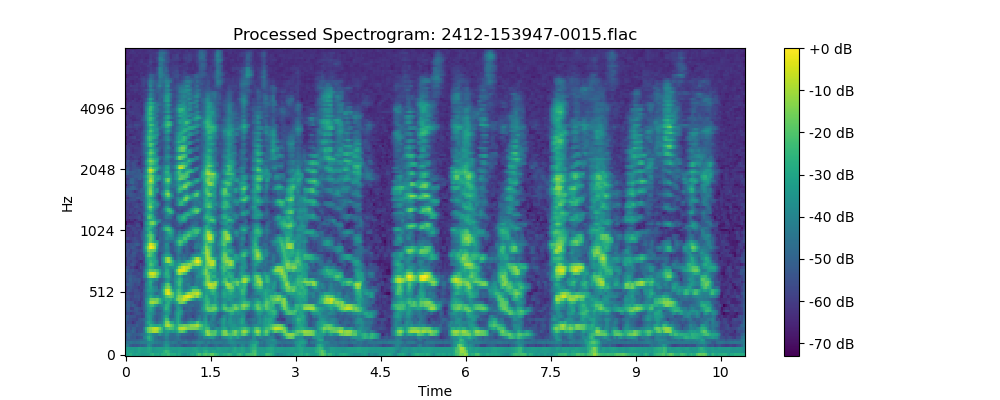 Processed Spectrogram: 2412-153947-0015.flac
Hz
4096
2048
1024
512
0
0 1.5 3 4.5 6 7.5 9 10
Time
+0 dB
-10 dB
-20 dB
-30 dB
-40 dB
-50 dB
-60 dB
-70 dB